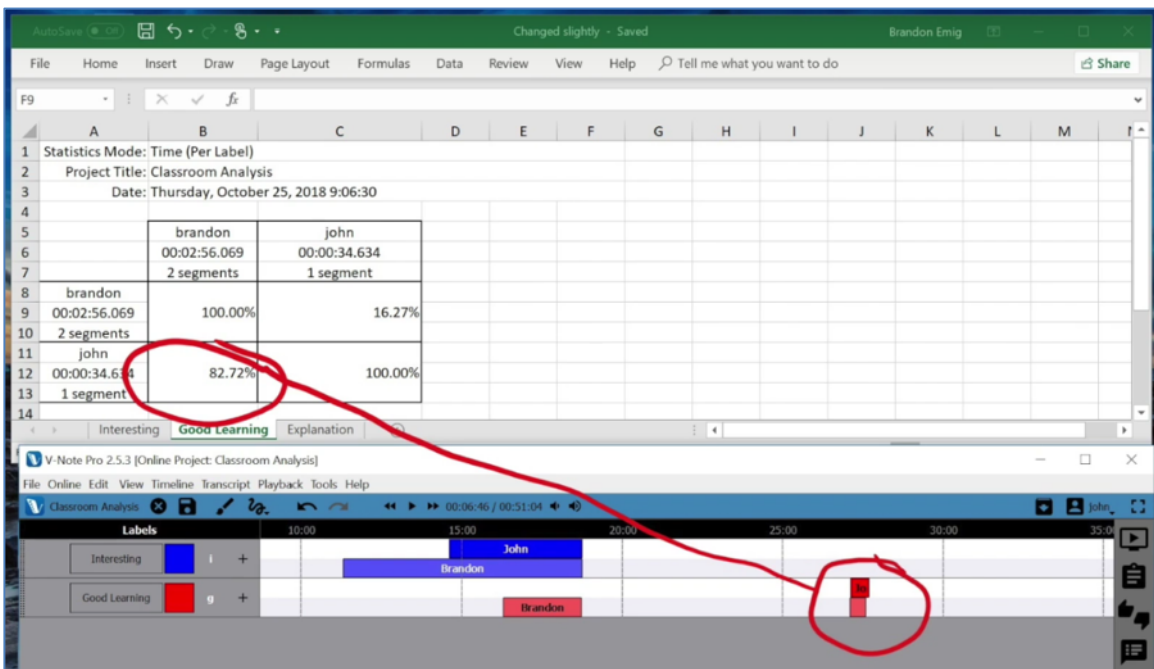 AutoSave Off Changed slightly - Saved Brandon Emig
File Home Insert Draw Page Layout Formulas Data Review View Help Tell me what you want to do Share
F9 fx
A B C D E F G H I J K L M
1 Statistics Mode: Time (Per Label)
2 Project Title: Classroom Analysis
3 Date: Thursday, October 25, 2018 9:06:30
4
5 brandon john
6 00:02:56.069 00:00:34.634
7 2 segments 1 segment
8 brandon
9 00:02:56.069 100.00% 16.27%
10 2 segments
11 john
12 00:00:34.634 82.72% 100.00%
13 1 segment
14
Interesting Good Learning Explanation
V-Note Pro 2.5.3 [Online Project: Classroom Analysis]
File Online Edit View Timeline Transcript Playback Tools Help
Classroom Analysis 00:06:46 / 00:51:04 john
Labels 10:00 15:00 20:00 25:00 30:00 35:0
John
Interesting i +
Brandon
Jo
Good Learning g +
Brandon